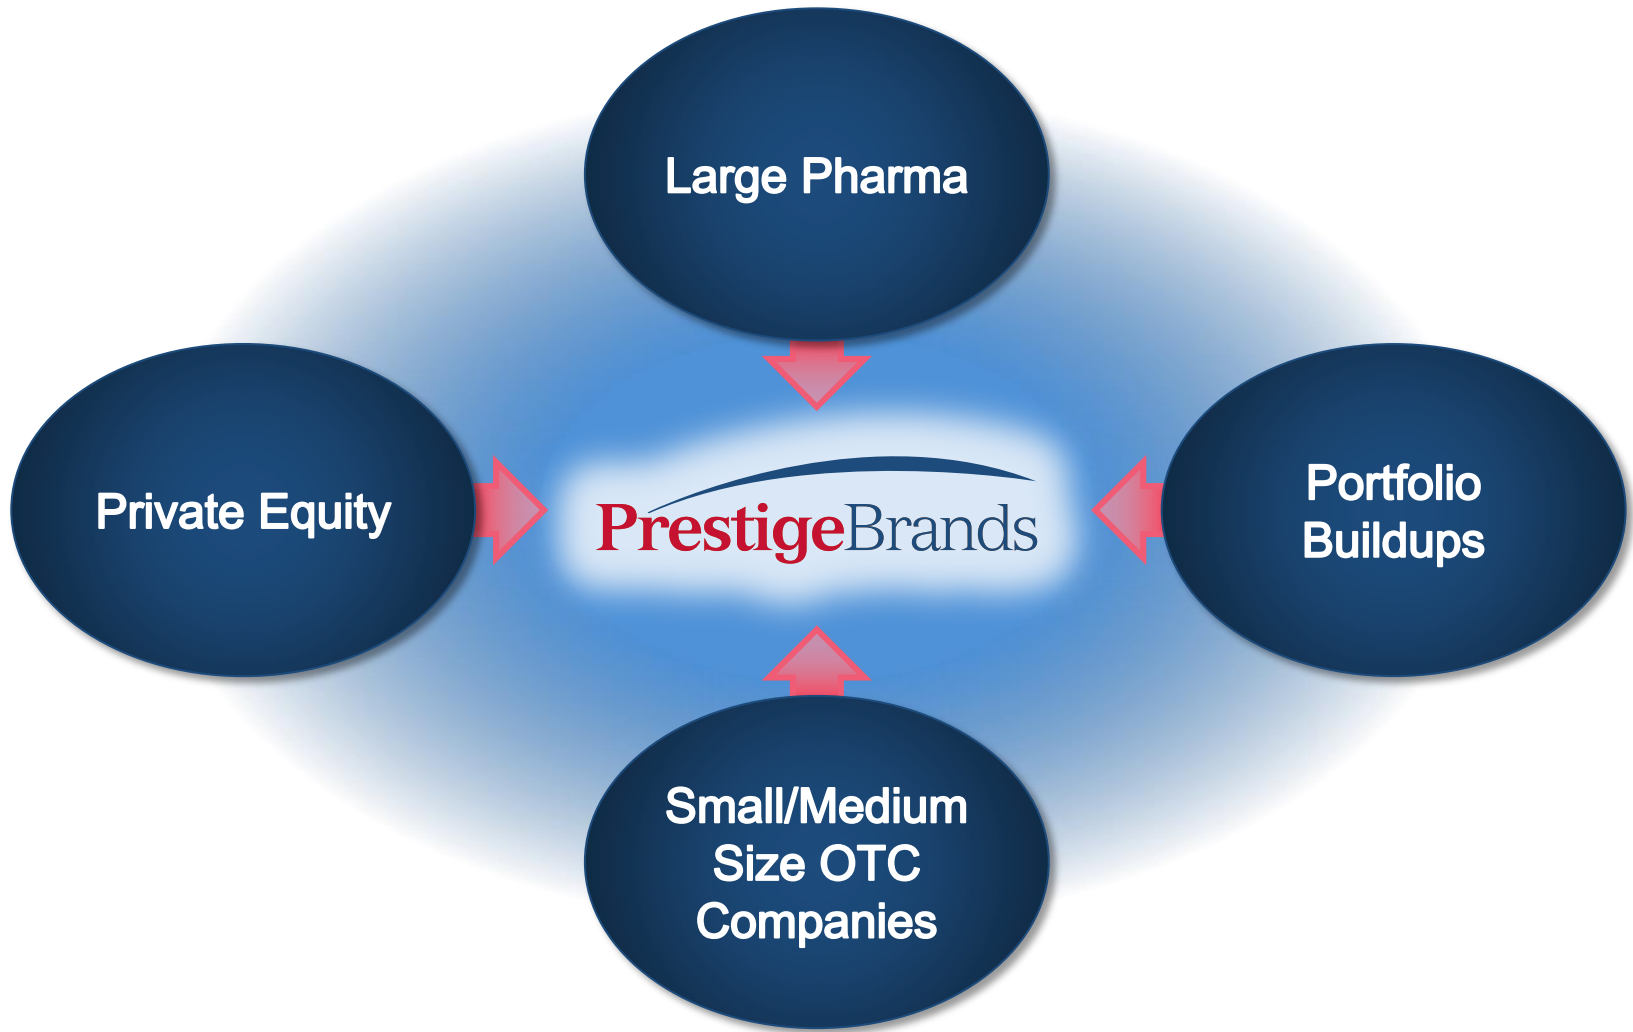 Large Pharma
Private Equity
PrestigeBrands
Portfolio
Buildups
Small/Medium
Size OTC
Companies